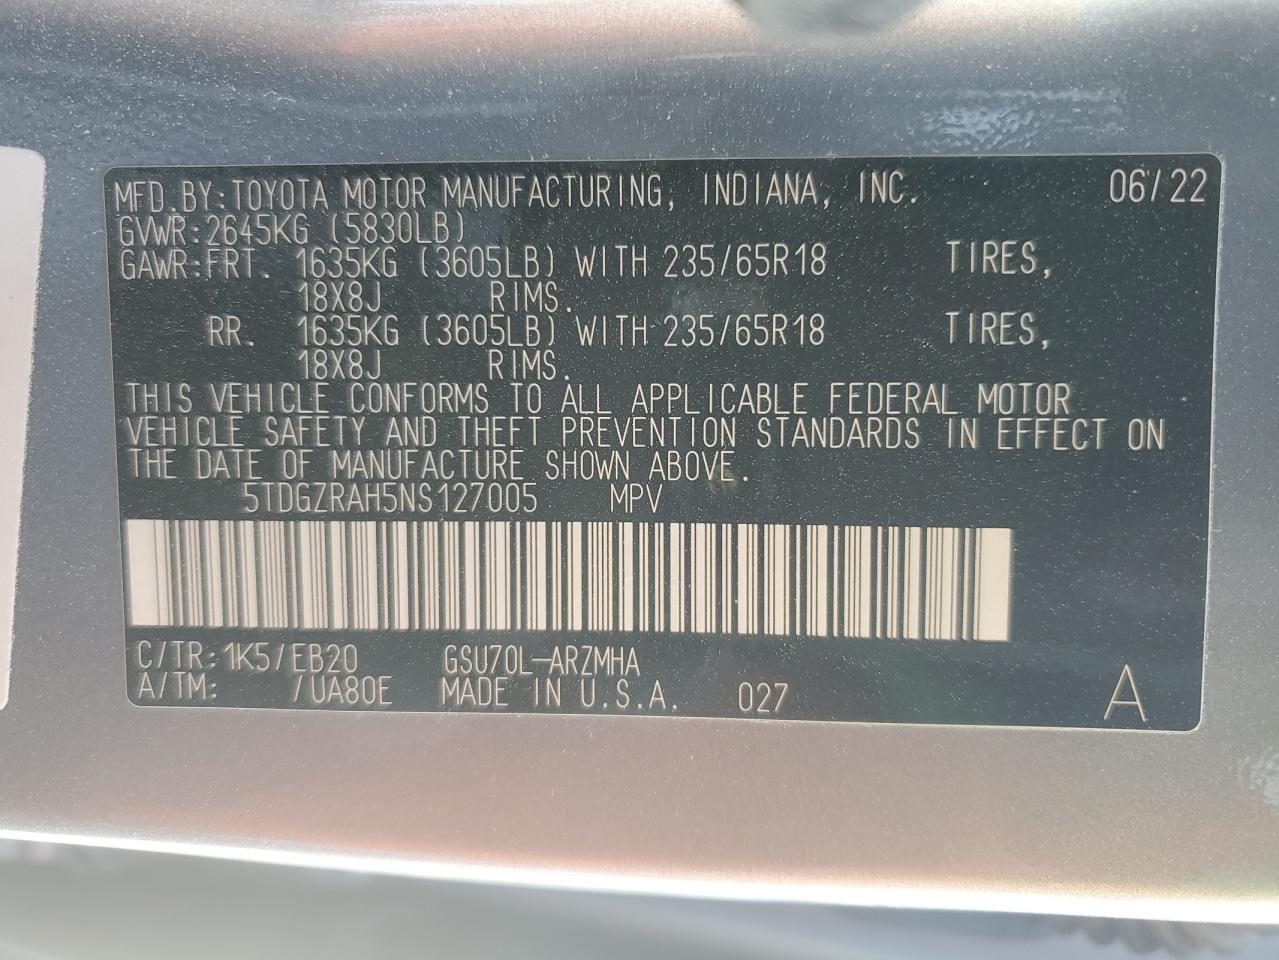 MFD.BY:TOYOTA MOTOR MANUFACTURING, INDIANA, INC. 06/22
GVWR:2645KG (5830LB)
GAWR:FRT. 1635KG (3605LB) WITH 235/65R18 TIRES,
18X8J RIMS.
RR. 1635KG (3605LB) WITH 235/65R18 TIRES,
18X8J RIMS.
THIS VEHICLE CONFORMS TO ALL APPLICABLE FEDERAL MOTOR
VEHICLE SAFETY AND THEFT PREVENTION STANDARDS IN EFFECT ON
THE DATE OF MANUFACTURE SHOWN ABOVE.
5TDGZRAH5NS127005 MPV
C/TR:1K5/EB20 GSU70L-ARZMHA
A/TM: /UA80E MADE IN U.S.A. 027 A